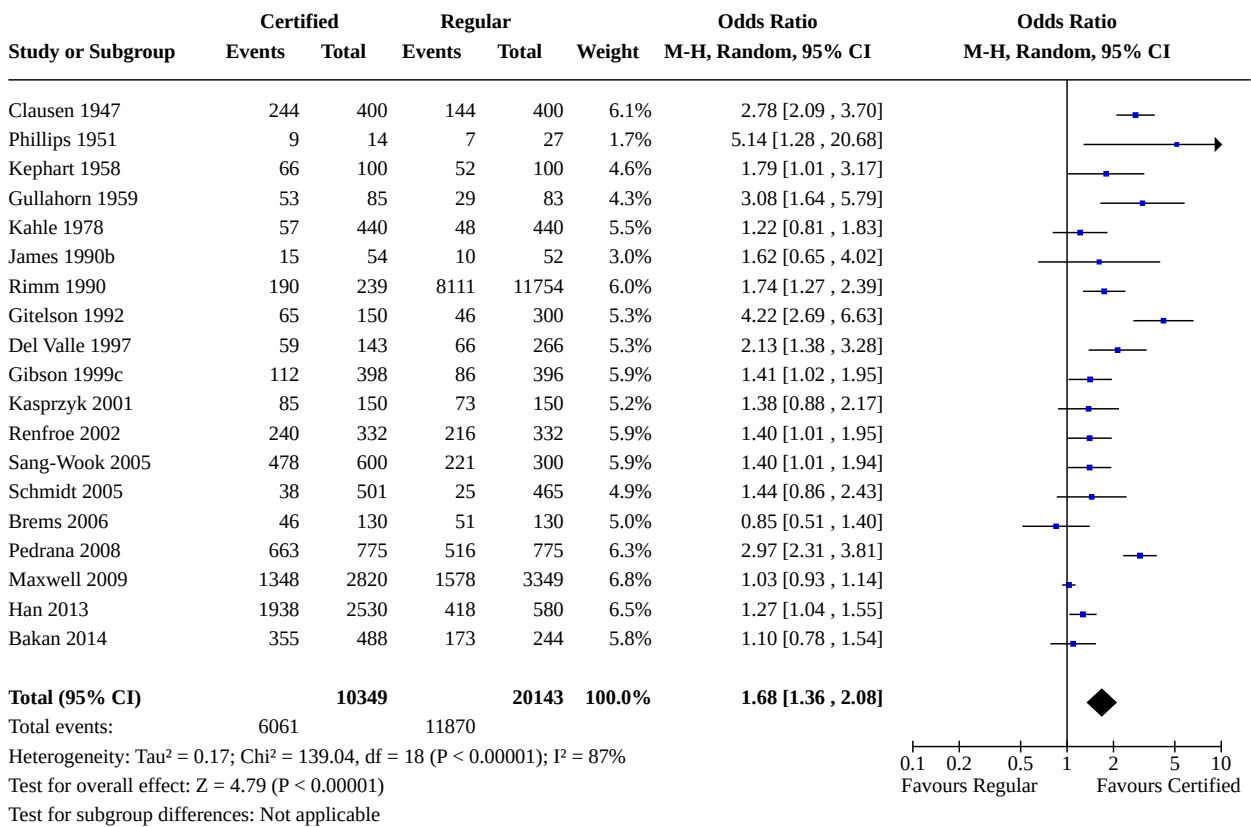 Certified Regular Odds Ratio Odds Ratio
Study or Subgroup Events Total Events Total Weight M-H, Random, 95% CI M-H, Random, 95% CI
Clausen 1947 244 400 144 400 6.1% 2.78 [2.09 , 3.70]
Phillips 1951 9 14 7 27 1.7% 5.14 [1.28 , 20.68]
Kephart 1958 66 100 52 100 4.6% 1.79 [1.01 , 3.17]
Gullahorn 1959 53 85 29 83 4.3% 3.08 [1.64 , 5.79]
Kahle 1978 57 440 48 440 5.5% 1.22 [0.81 , 1.83]
James 1990b 15 54 10 52 3.0% 1.62 [0.65 , 4.02]
Rimm 1990 190 239 8111 11754 6.0% 1.74 [1.27 , 2.39]
Gitelson 1992 65 150 46 300 5.3% 4.22 [2.69 , 6.63]
Del Valle 1997 59 143 66 266 5.3% 2.13 [1.38 , 3.28]
Gibson 1999c 112 398 86 396 5.9% 1.41 [1.02 , 1.95]
Kasprzyk 2001 85 150 73 150 5.2% 1.38 [0.88 , 2.17]
Renfroe 2002 240 332 216 332 5.9% 1.40 [1.01 , 1.95]
Sang-Wook 2005 478 600 221 300 5.9% 1.40 [1.01 , 1.94]
Schmidt 2005 38 501 25 465 4.9% 1.44 [0.86 , 2.43]
Brems 2006 46 130 51 130 5.0% 0.85 [0.51 , 1.40]
Pedrana 2008 663 775 516 775 6.3% 2.97 [2.31 , 3.81]
Maxwell 2009 1348 2820 1578 3349 6.8% 1.03 [0.93 , 1.14]
Han 2013 1938 2530 418 580 6.5% 1.27 [1.04 , 1.55]
Bakan 2014 355 488 173 244 5.8% 1.10 [0.78 , 1.54]
Total (95% CI) 10349 20143 100.0% 1.68 [1.36 , 2.08]
Total events: 6061 11870
Heterogeneity: Tau² = 0.17; Chi² = 139.04, df = 18 (P < 0.00001); I² = 87%
0.1 0.2 0.5 1 2 5 10
Test for overall effect: Z = 4.79 (P < 0.00001)
Favours Regular Favours Certified
Test for subgroup differences: Not applicable